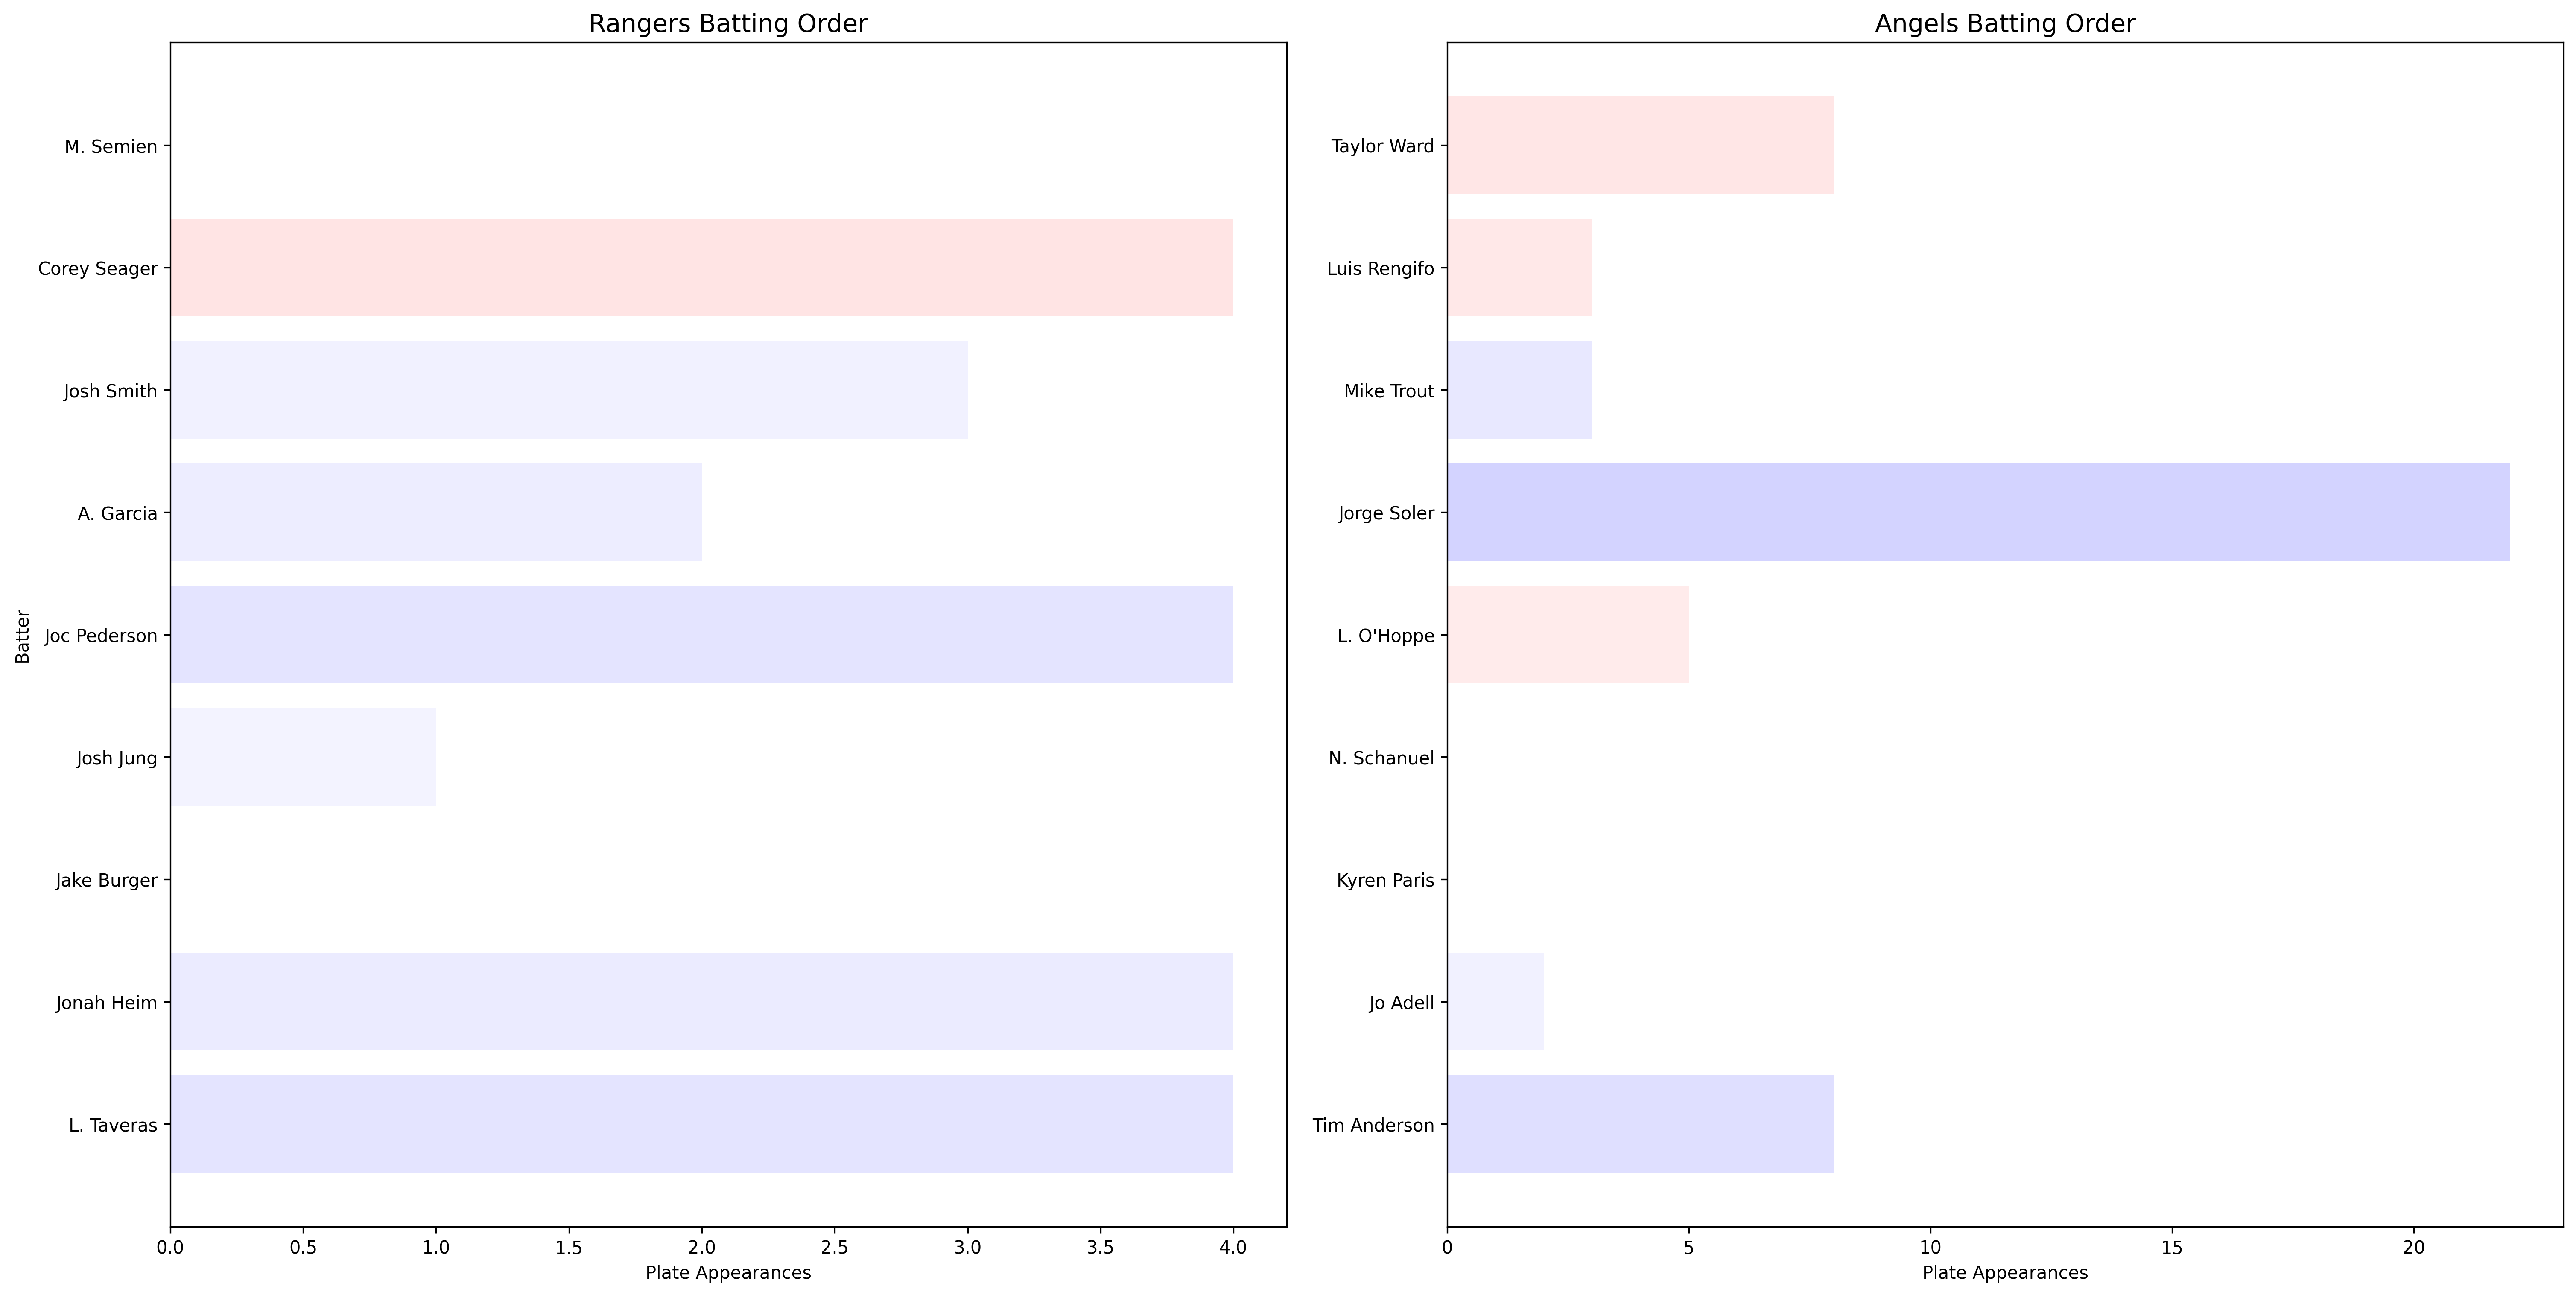 Rangers Batting Order
Batter
M. Semien
Corey Seager
Josh Smith
A. Garcia
Joc Pederson
Josh Jung
Jake Burger
Jonah Heim
L. Taveras
0.0 0.5 1.0 1.5 2.0 2.5 3.0 3.5 4.0
Plate Appearances
Angels Batting Order
Taylor Ward
Luis Rengifo
Mike Trout
Jorge Soler
L. O'Hoppe
N. Schanuel
Kyren Paris
Jo Adell
Tim Anderson
0 5 10 15 20
Plate Appearances